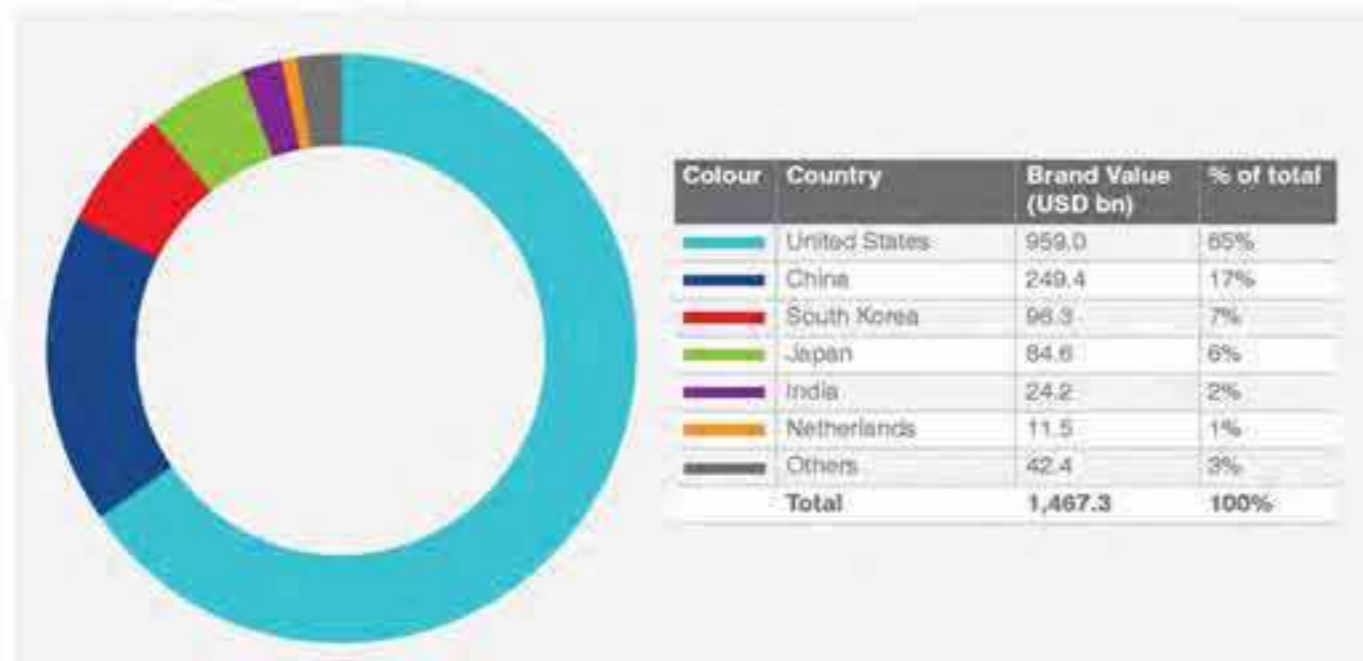 Colour Country Brand Value (USD bn) % of total
United States 959.0 65%
China 249.4 17%
South Korea 96.3 7%
Japan 84.6 6%
India 24.2 2%
Netherlands 11.5 1%
Others 42.4 3%
Total 1,467.3 100%